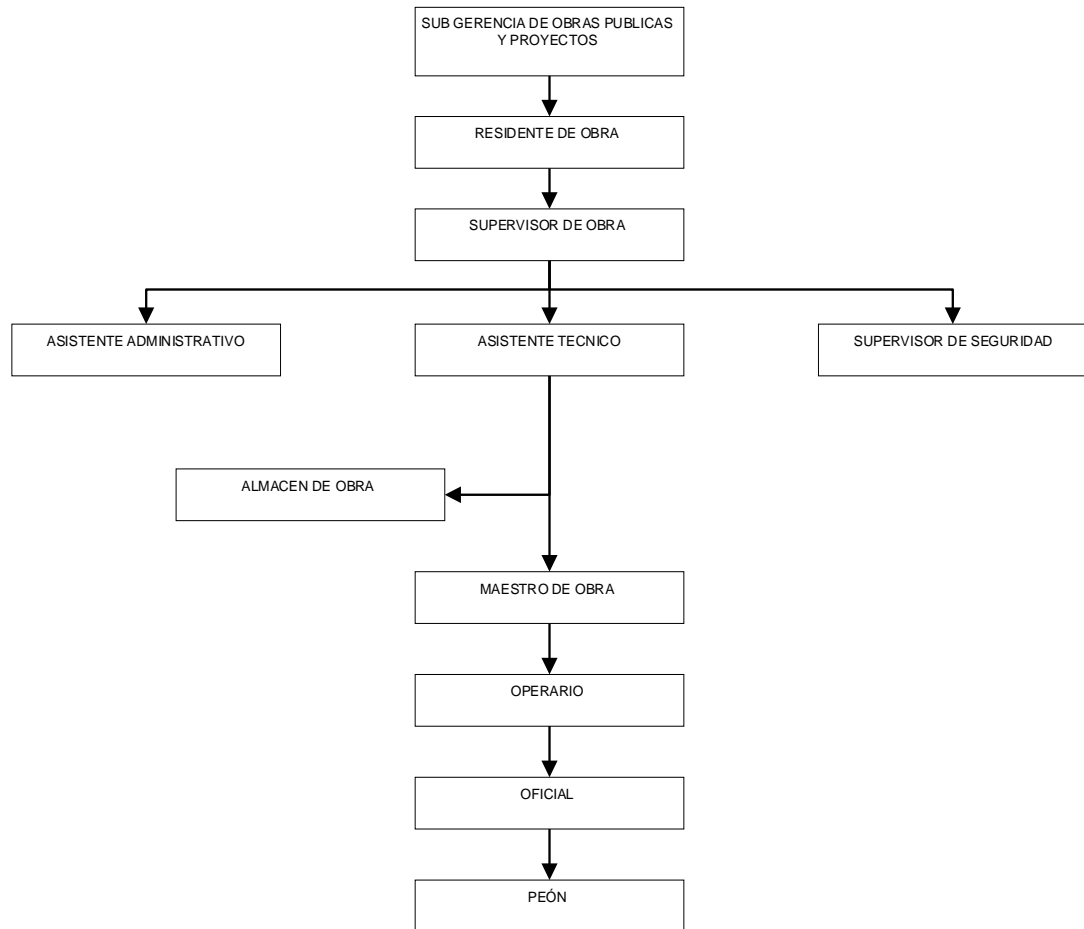 SUB GERENCIA DE OBRAS PUBLICAS
Y PROYECTOS
RESIDENTE DE OBRA
SUPERVISOR DE OBRA
ASISTENTE ADMINISTRATIVO
ASISTENTE TECNICO
SUPERVISOR DE SEGURIDAD
ALMACEN DE OBRA
MAESTRO DE OBRA
OPERARIO
OFICIAL
PEÓN